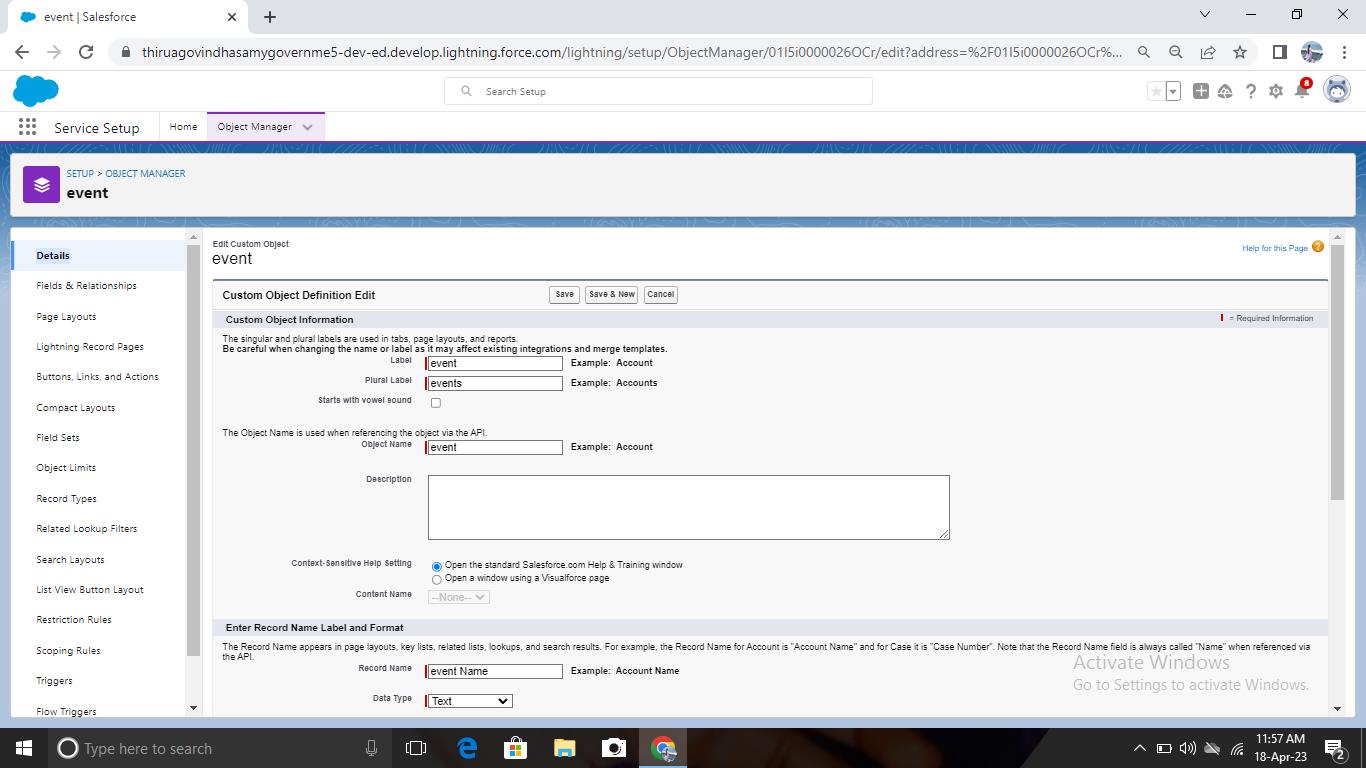 event | Salesforce
thiruagovindhasamygovernme5-dev-ed.develop.lightning.force.com/lightning/setup/ObjectManager/01I5i0000026OCr/edit?address=%2F01I5i0000026OCr%...
Search Setup
8
Service Setup
Home
Object Manager
SETUP > OBJECT MANAGER
event
Details
Fields & Relationships
Page Layouts
Lightning Record Pages
Buttons, Links, and Actions
Compact Layouts
Field Sets
Object Limits
Record Types
Related Lookup Filters
Search Layouts
List View Button Layout
Restriction Rules
Scoping Rules
Triggers
Flow Triggers
Edit Custom Object
event
Help for this Page
Custom Object Definition Edit
Save
Save & New
Cancel
Custom Object Information
= Required Information
The singular and plural labels are used in tabs, page layouts, and reports.
Be careful when changing the name or label as it may affect existing integrations and merge templates.
Label event Example: Account
Plural Label events Example: Accounts
Starts with vowel sound
The Object Name is used when referencing the object via the API.
Object Name event Example: Account
Description
Context-Sensitive Help Setting Open the standard Salesforce.com Help & Training window
Open a window using a Visualforce page
Content Name --None--
Enter Record Name Label and Format
The Record Name appears in page layouts, key lists, related lists, lookups, and search results. For example, the Record Name for Account is "Account Name" and for Case it is "Case Number". Note that the Record Name field is always called "Name" when referenced via
the API.
Record Name event Name Example: Account Name
Data Type Text
Activate Windows
Go to Settings to activate Windows.
Type here to search
11:57 AM
18-Apr-23
2